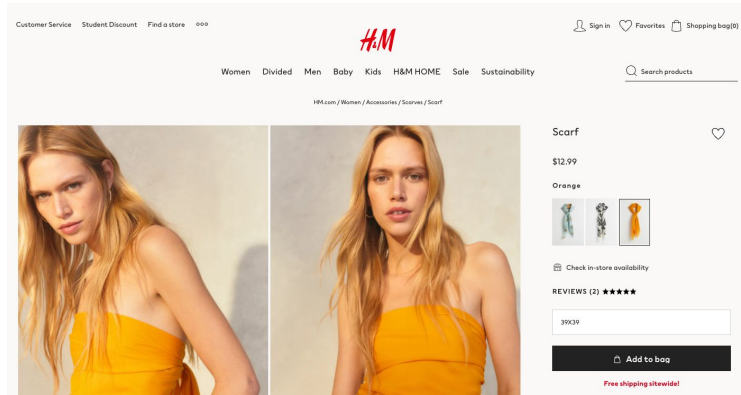 Customer Service Student Discount Find a store
H&M
Sign in Favorites Shopping bag(0)
Women Divided Men Baby Kids H&M HOME Sale Sustainability
Search products
HM.com / Women / Accessories / Scarves / Scarf
Scarf
$12.99
Orange
Check in-store availability
REVIEWS (2) ★★★★★
39X39
Add to bag
Free shipping sitewide!